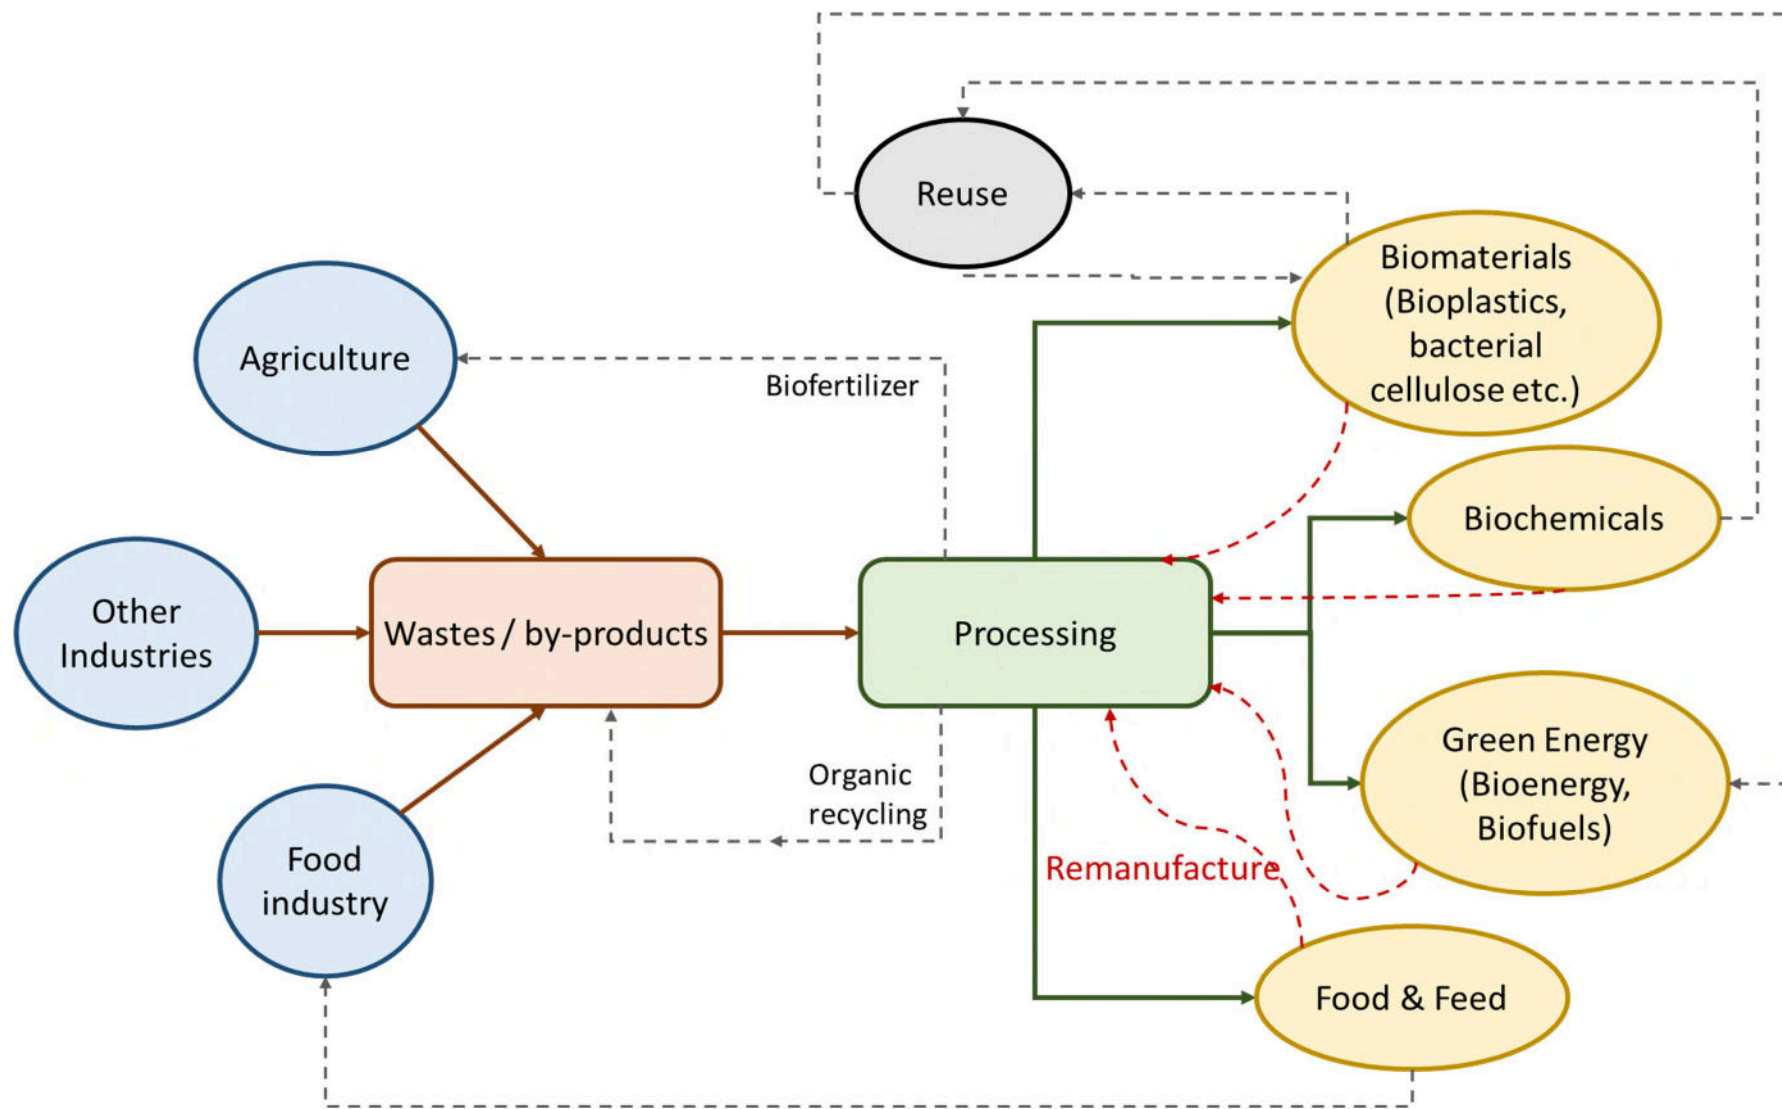 Reuse
Biomaterials
(Bioplastics,
bacterial
cellulose etc.)
Agriculture
Biofertilizer
Biochemicals
Other
Industries
Wastes / by-products
Processing
Green Energy
(Bioenergy,
Biofuels)
Organic
recycling
Remanufacture
Food
industry
Food & Feed